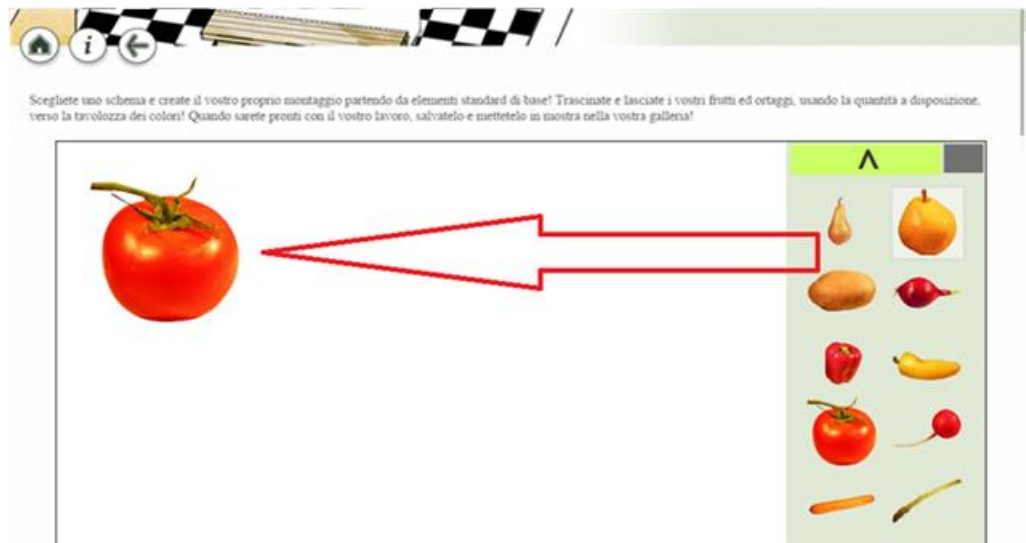 i
Scegliete uno schema e create il vostro proprio montaggio partendo da elementi standard di base! Trascinate e lasciate i vostri frutti ed ortaggi, usando la quantità a disposizione,
verso la tavolozza dei colori! Quando sarete pronti con il vostro lavoro, salvatelo e mettetelo in mostra nella vostra galleria!